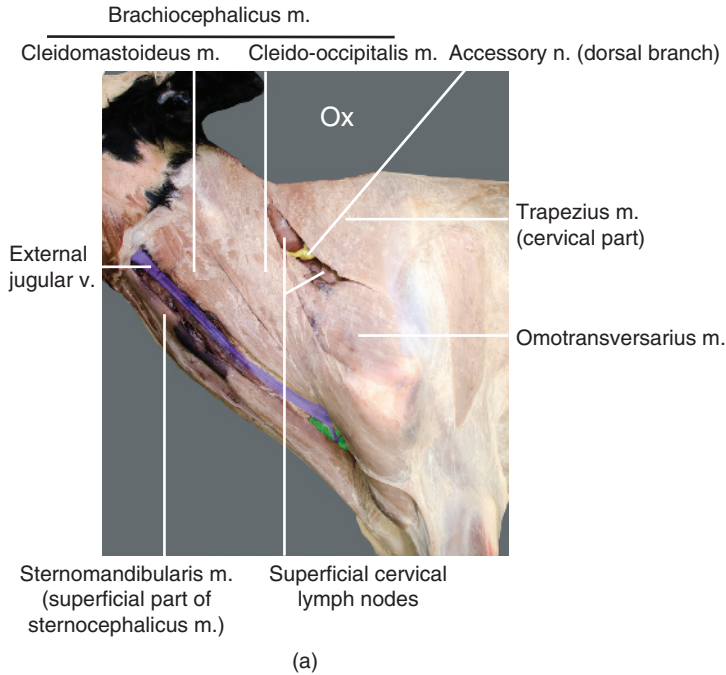 Brachiocephalicus m.
Cleidomastoideus m.
Cleido-occipitalis m.
Accessory n. (dorsal branch)
Ox
Trapezius m.
(cervical part)
External
jugular v.
Omotransversarius m.
Sternomandibularis m.
(superficial part of
sternocephalicus m.)
Superficial cervical
lymph nodes
(a)